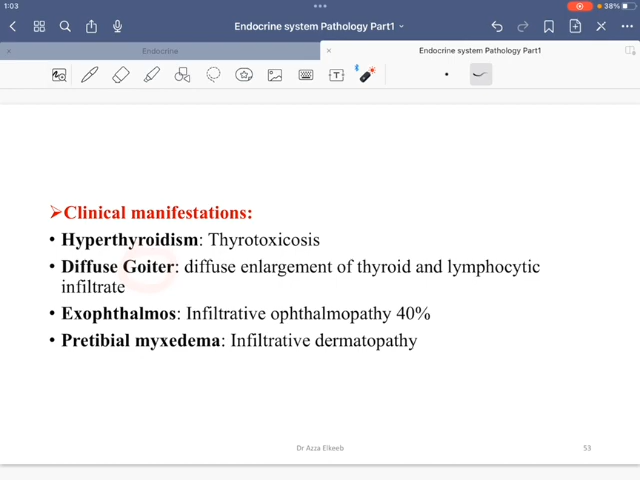 1:03
38%
Endocrine system Pathology Part1
Endocrine
Endocrine system Pathology Part1
➢Clinical manifestations:
• Hyperthyroidism: Thyrotoxicosis
• Diffuse Goiter: diffuse enlargement of thyroid and lymphocytic
infiltrate
• Exophthalmos: Infiltrative ophthalmopathy 40%
• Pretibial myxedema: Infiltrative dermatopathy
Dr Azza Elkeeb
53